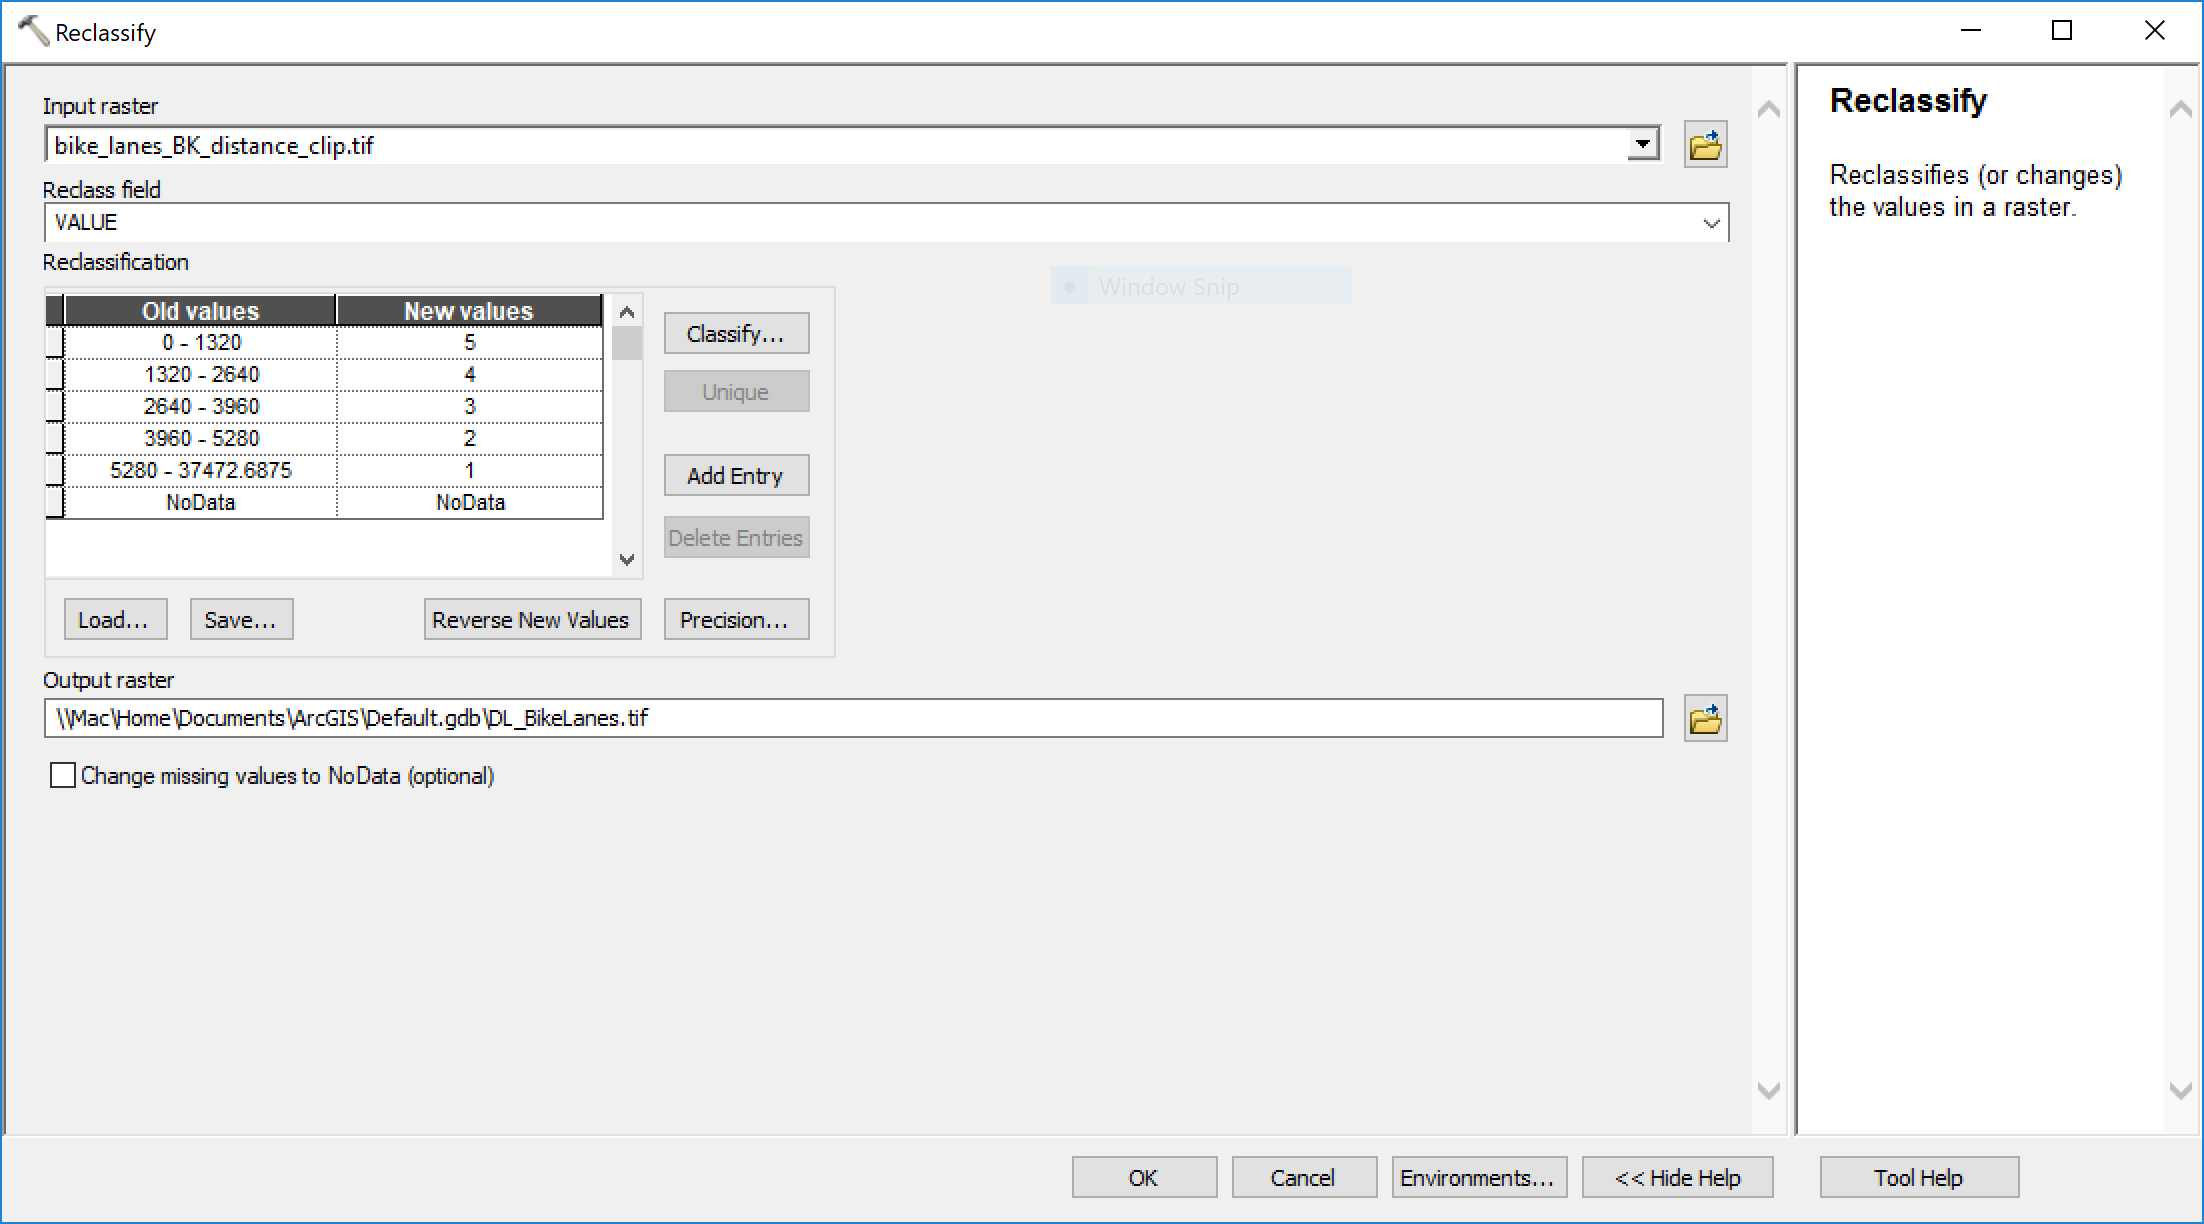 Reclassify
Input raster
bike_lanes_BK_distance_clip.tif
Reclass field
VALUE
Reclassification
Old values New values
0 - 1320 5
1320 - 2640 4
2640 - 3960 3
3960 - 5280 2
5280 - 37472.6875 1
NoData NoData
Classify...
Unique
Add Entry
Delete Entries
Load... Save... Reverse New Values Precision...
Window Snip
Output raster
\\Mac\Home\Documents\ArcGIS\Default.gdb\DL_BikeLanes.tif
Change missing values to NoData (optional)
Reclassify
Reclassifies (or changes)
the values in a raster.
OK Cancel Environments... << Hide Help Tool Help